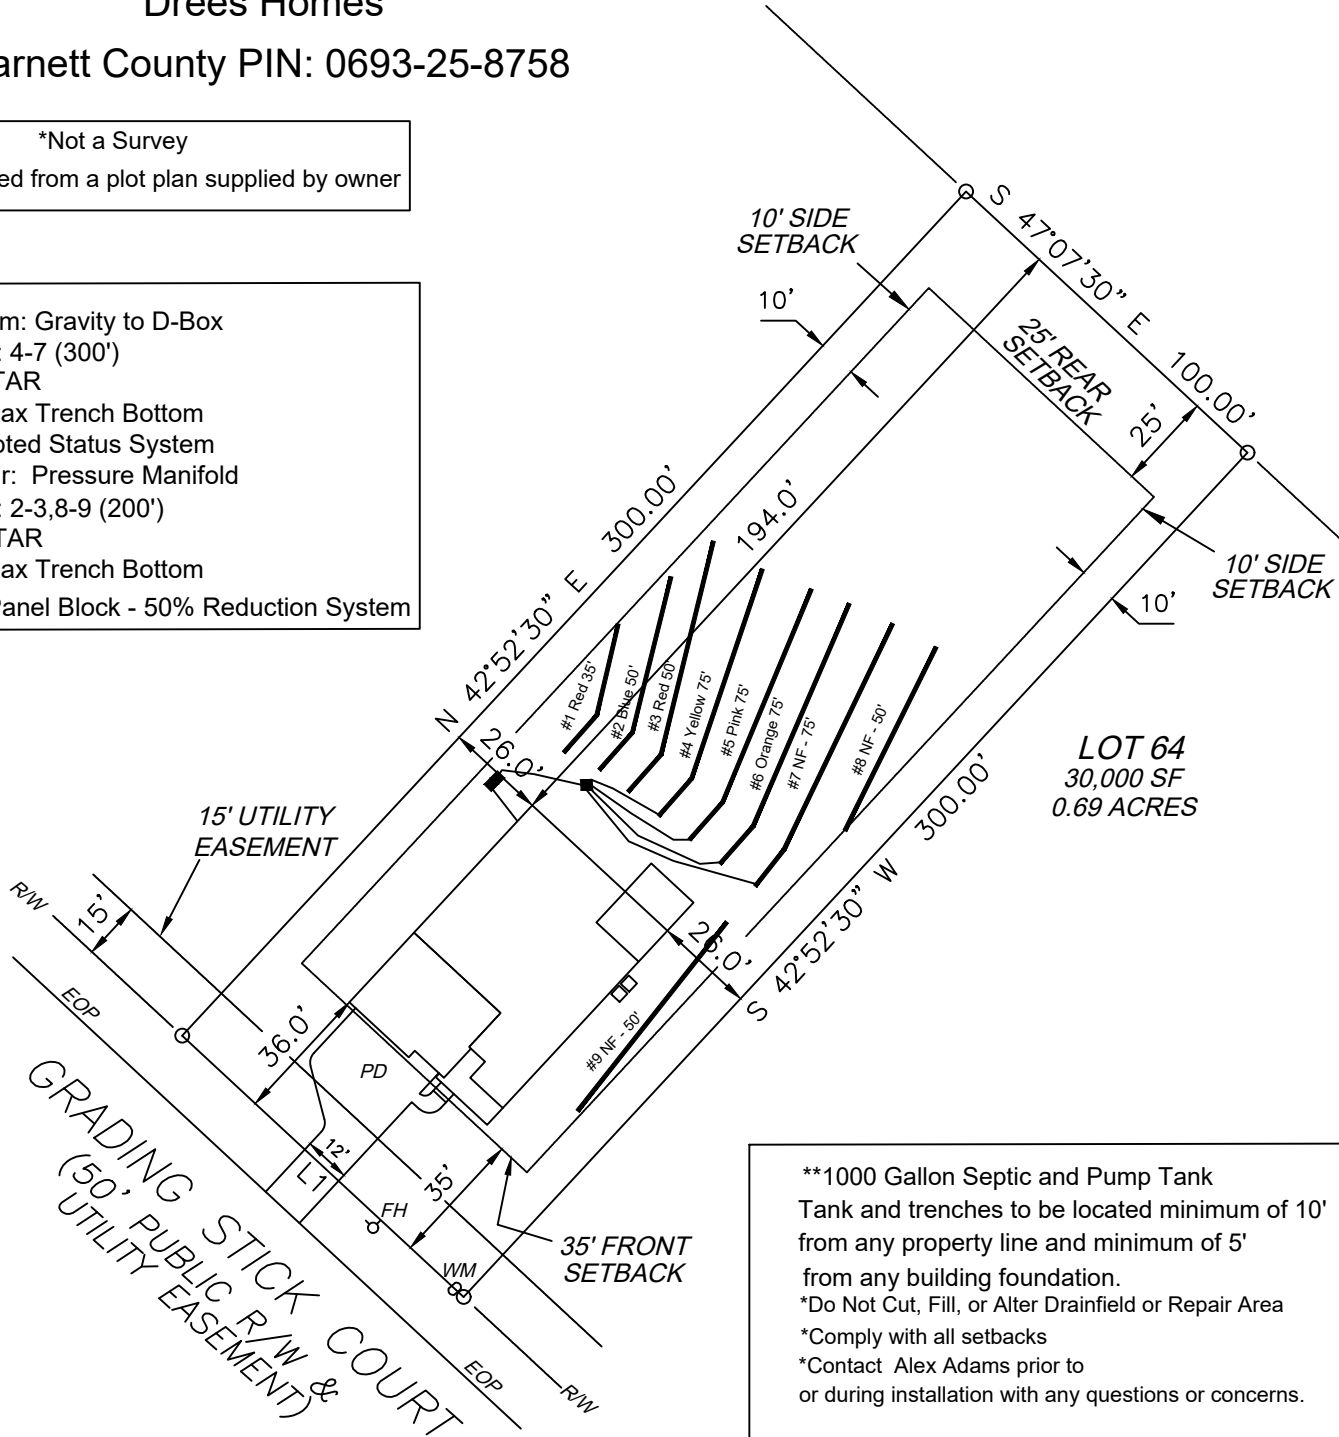 Drees Homes
arnett County PIN: 0693-25-8758
*Not a Survey
ed from a plot plan supplied by owner
m: Gravity to D-Box
: 4-7 (300')
TAR
ax Trench Bottom
oted Status System
r: Pressure Manifold
: 2-3,8-9 (200')
TAR
ax Trench Bottom
Panel Block - 50% Reduction System
10' SIDE
SETBACK
10'
S 47°07'30" E 100.00'
25' REAR
SETBACK
25'
10' SIDE
SETBACK
10'
N 42°52'30" E 300.00'
194.0'
#1 Red 35'
#2 Blue 50'
#3 Red 50'
#4 Yellow 75'
#5 Pink 75'
#6 Orange 75'
#7 NF - 75'
#8 NF - 50'
#9 NF - 50'
26.0'
26.0'
S 42°52'30" W 300.00'
LOT 64
30,000 SF
0.69 ACRES
15' UTILITY
EASEMENT
R/W
15'
EOP
36.0'
PD
12'
L1
FH
35'
WM
35' FRONT
SETBACK
GRADING STICK COURT
(50' PUBLIC R/W &
UTILITY EASEMENT)
EOP
R/W
**1000 Gallon Septic and Pump Tank
Tank and trenches to be located minimum of 10'
from any property line and minimum of 5'
from any building foundation.
*Do Not Cut, Fill, or Alter Drainfield or Repair Area
*Comply with all setbacks
*Contact Alex Adams prior to
or during installation with any questions or concerns.